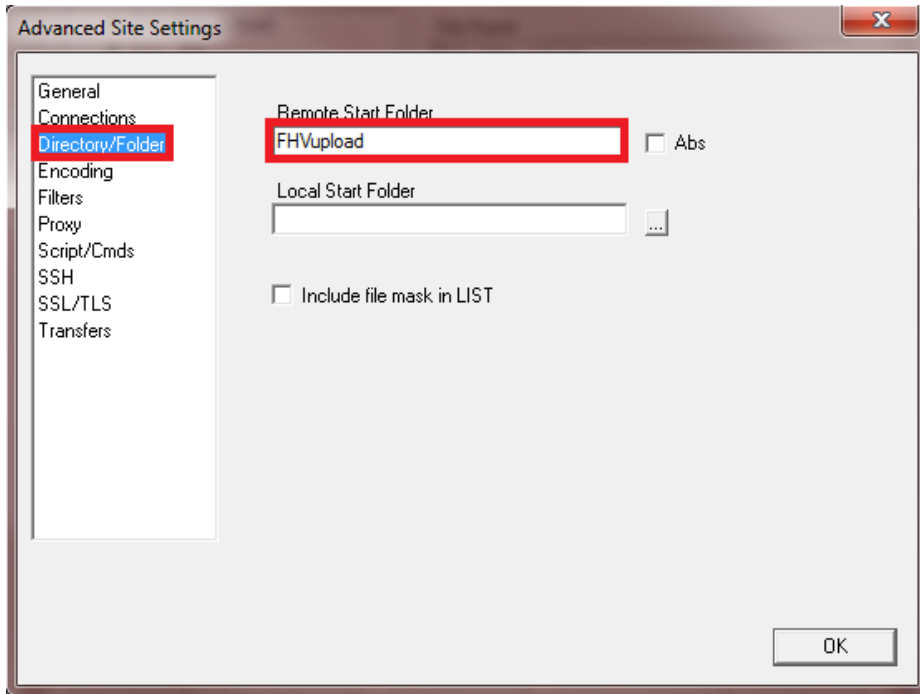 Advanced Site Settings
General
Connections
Directory/Folder
Encoding
Filters
Proxy
Script/Cmds
SSH
SSL/TLS
Transfers
Remote Start Folder
FHVupload
Abs
Local Start Folder
...
Include file mask in LIST
OK